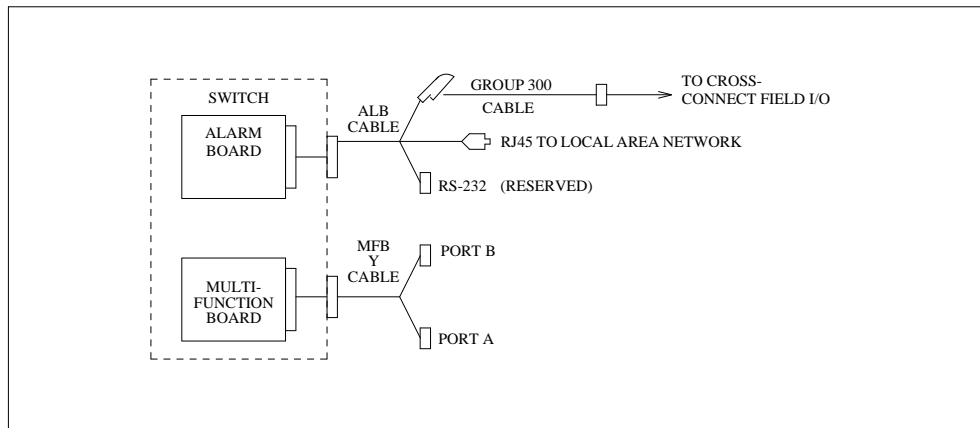 SWITCH
ALARM
BOARD
ALB
CABLE
GROUP 300
CABLE
TO CROSS-
CONNECT FIELD I/O
RJ45 TO LOCAL AREA NETWORK
RS-232 (RESERVED)
MULTI-
FUNCTION
BOARD
MFB
Y
CABLE
PORT B
PORT A